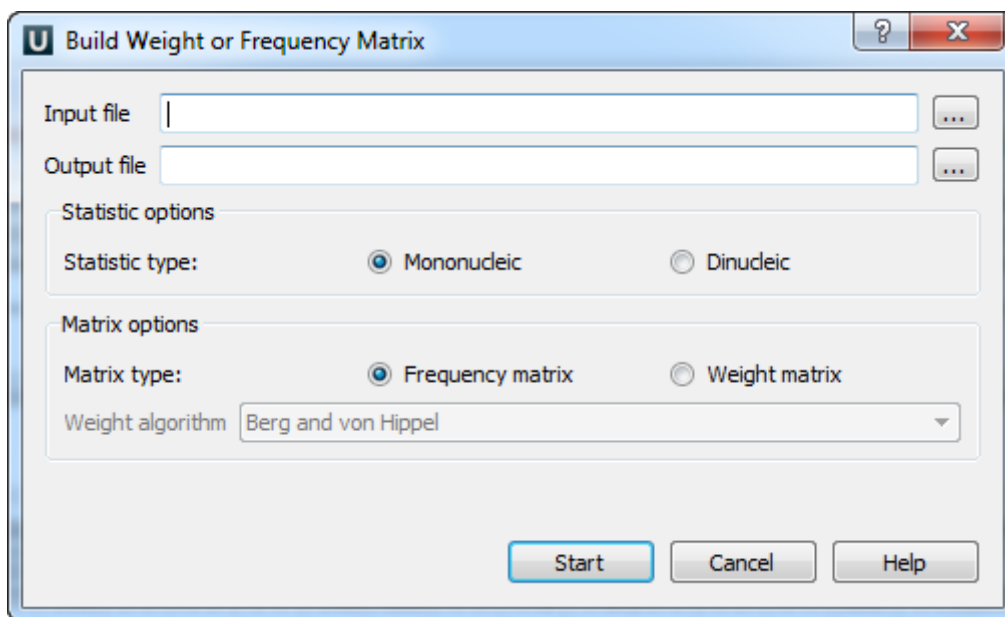 U Build Weight or Frequency Matrix ? X
Input file ...
Output file ...
Statistic options
Statistic type: Mononucleic Dinucleic
Matrix options
Matrix type: Frequency matrix Weight matrix
Weight algorithm Berg and von Hippel
Start Cancel Help